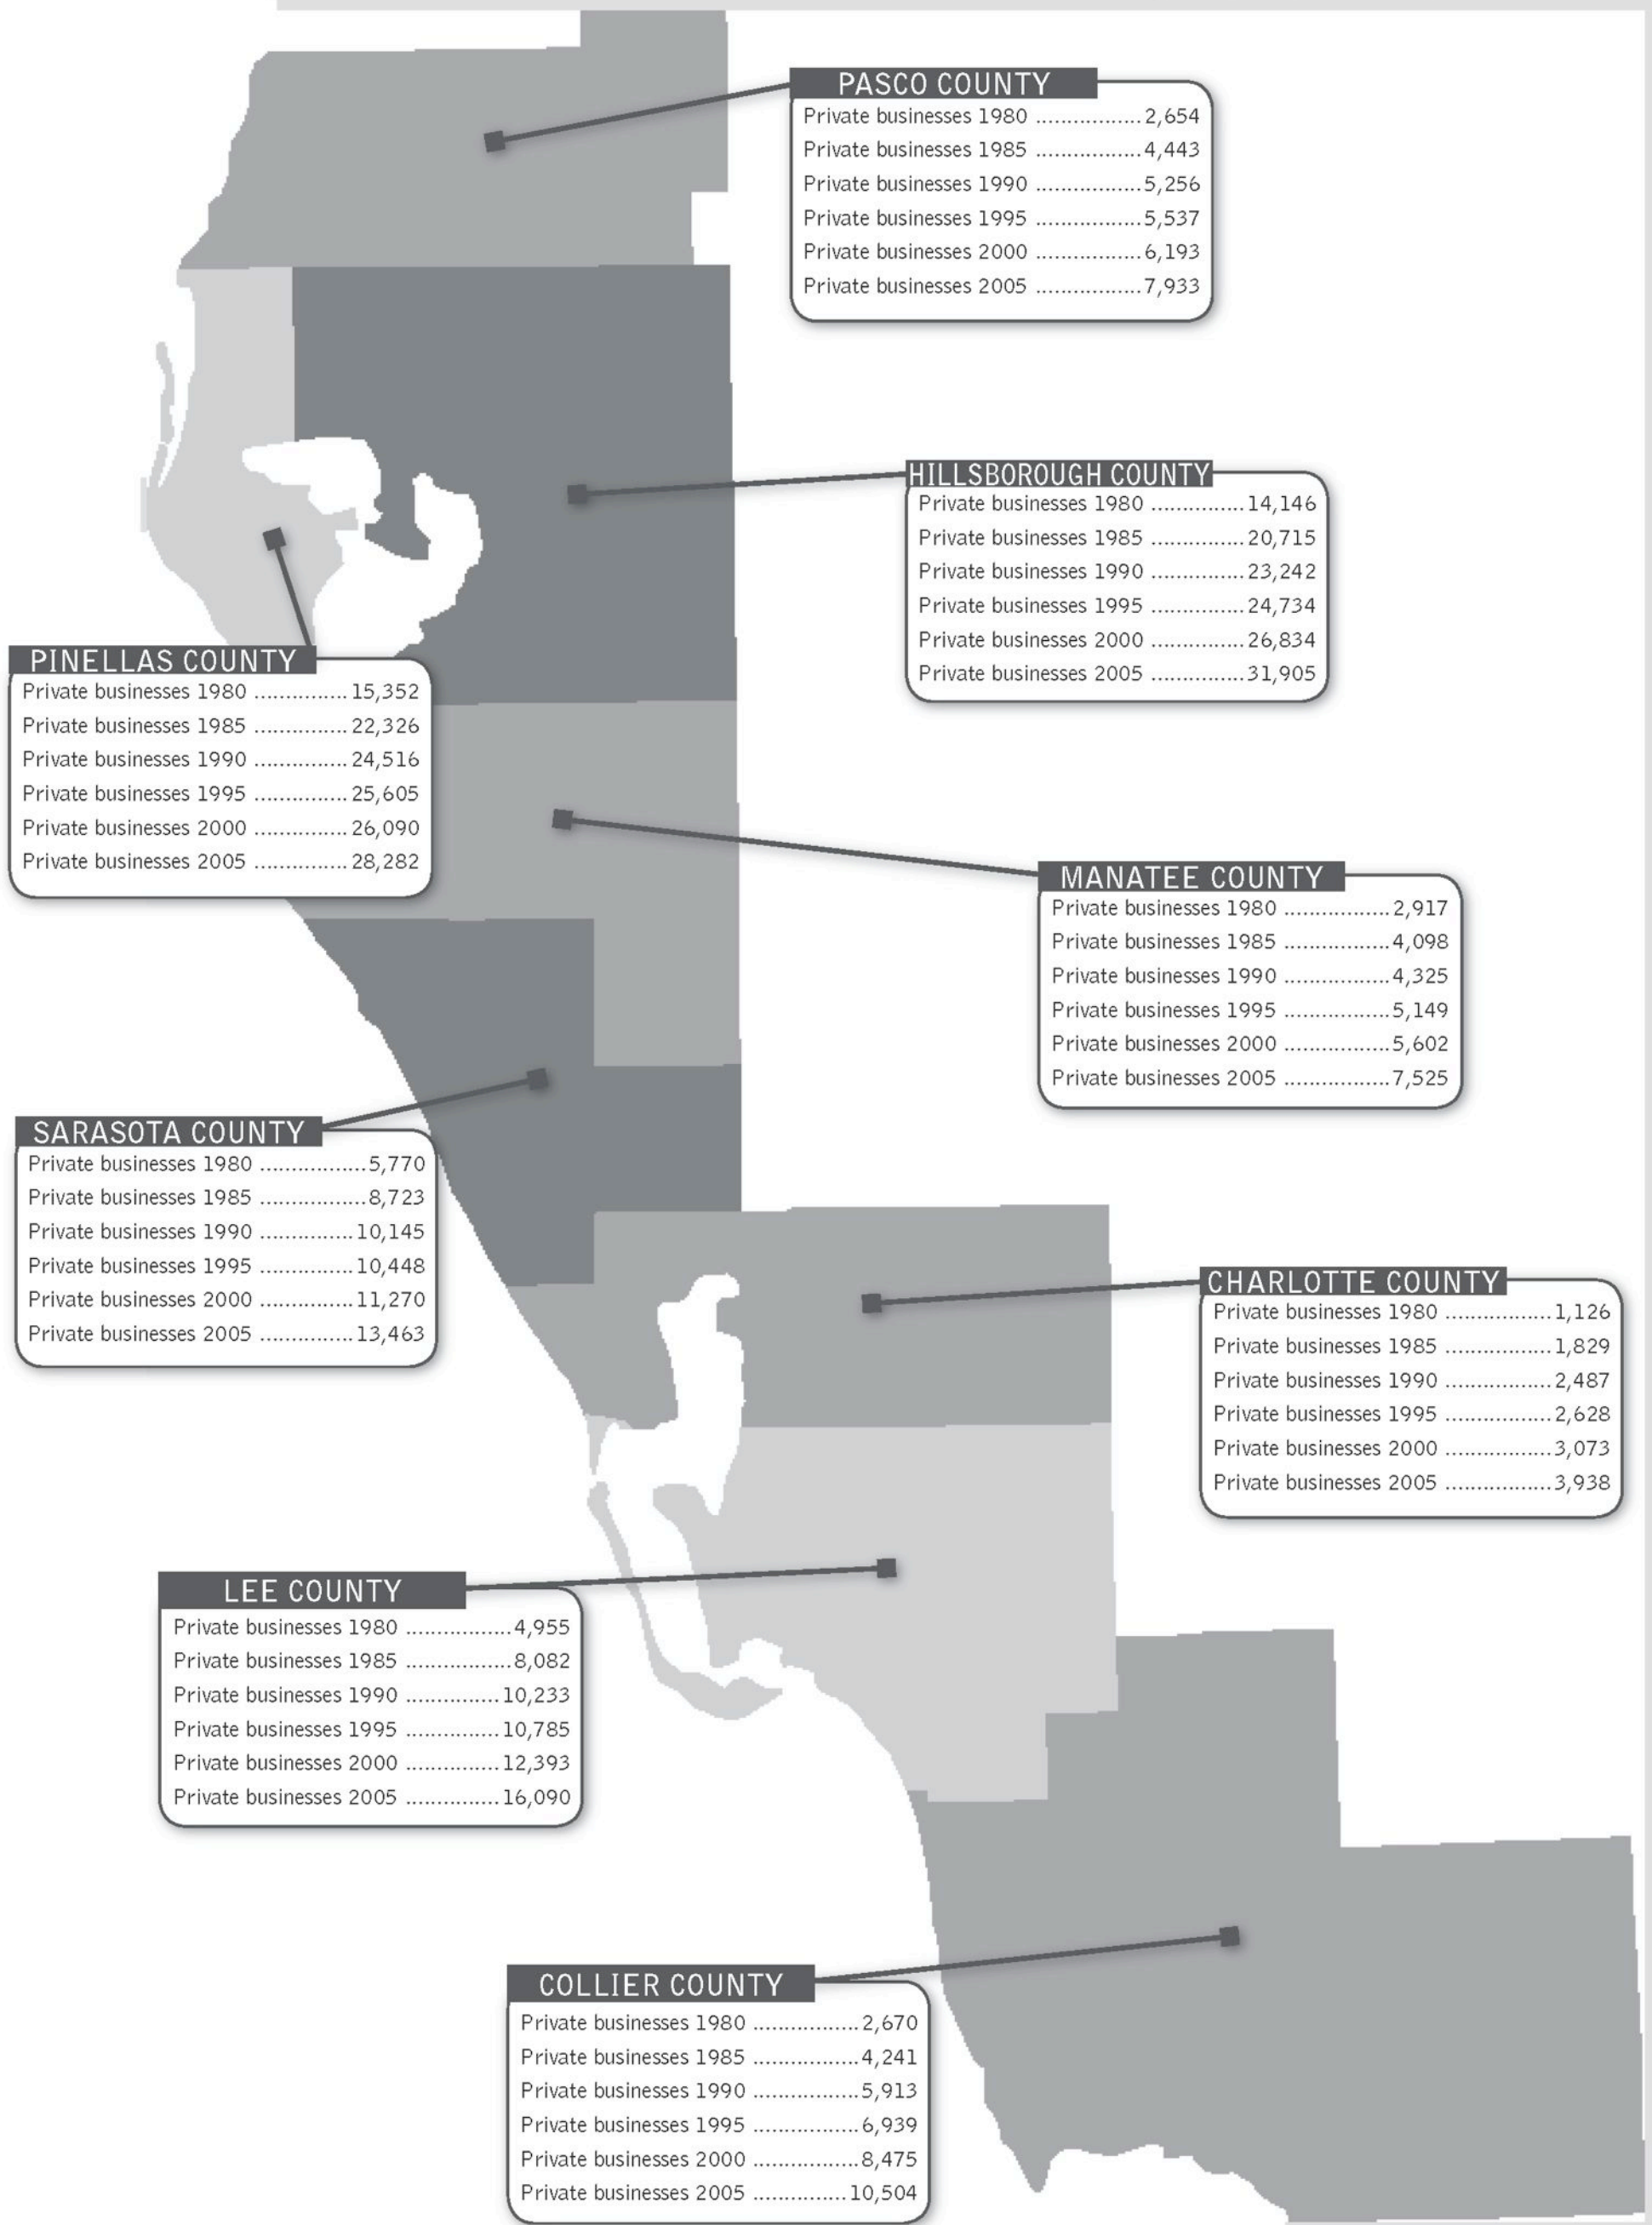 PASCO COUNTY
Private businesses 1980 .................2,654
Private businesses 1985 .................4,443
Private businesses 1990 .................5,256
Private businesses 1995 .................5,537
Private businesses 2000 .................6,193
Private businesses 2005 .................7,933
HILLSBOROUGH COUNTY
Private businesses 1980 ...............14,146
Private businesses 1985 ...............20,715
Private businesses 1990 ...............23,242
Private businesses 1995 ...............24,734
Private businesses 2000 ...............26,834
Private businesses 2005 ...............31,905
PINELLAS COUNTY
Private businesses 1980 ...............15,352
Private businesses 1985 ...............22,326
Private businesses 1990 ...............24,516
Private businesses 1995 ...............25,605
Private businesses 2000 ...............26,090
Private businesses 2005 ...............28,282
MANATEE COUNTY
Private businesses 1980 .................2,917
Private businesses 1985 .................4,098
Private businesses 1990 .................4,325
Private businesses 1995 .................5,149
Private businesses 2000 .................5,602
Private businesses 2005 .................7,525
SARASOTA COUNTY
Private businesses 1980 .................5,770
Private businesses 1985 .................8,723
Private businesses 1990 ...............10,145
Private businesses 1995 ...............10,448
Private businesses 2000 ...............11,270
Private businesses 2005 ...............13,463
CHARLOTTE COUNTY
Private businesses 1980 .................1,126
Private businesses 1985 .................1,829
Private businesses 1990 .................2,487
Private businesses 1995 .................2,628
Private businesses 2000 .................3,073
Private businesses 2005 .................3,938
LEE COUNTY
Private businesses 1980 .................4,955
Private businesses 1985 .................8,082
Private businesses 1990 ...............10,233
Private businesses 1995 ...............10,785
Private businesses 2000 ...............12,393
Private businesses 2005 ...............16,090
COLLIER COUNTY
Private businesses 1980 .................2,670
Private businesses 1985 .................4,241
Private businesses 1990 .................5,913
Private businesses 1995 .................6,939
Private businesses 2000 .................8,475
Private businesses 2005 ...............10,504